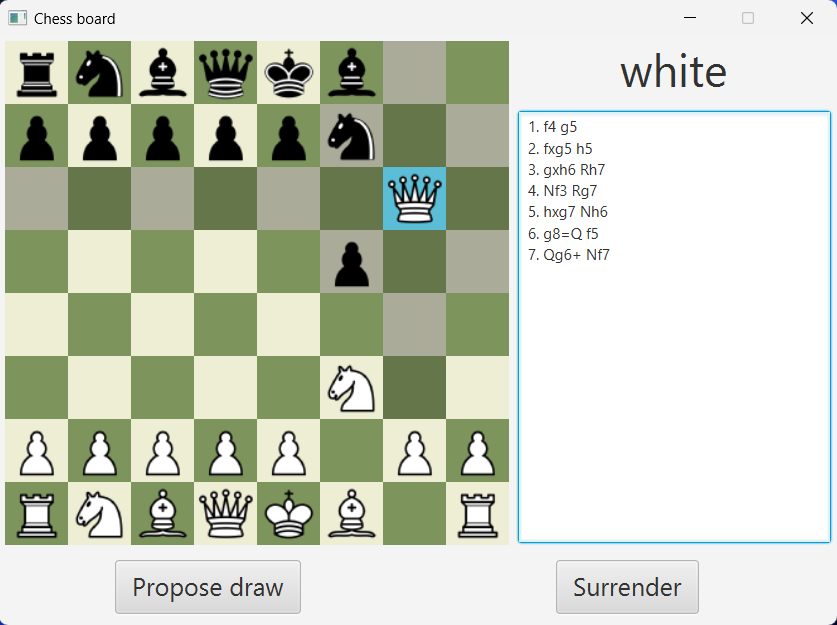 Chess board
white
1. f4 g5
2. fxg5 h5
3. gxh6 Rh7
4. Nf3 Rg7
5. hxg7 Nh6
6. g8=Q f5
7. Qg6+ Nf7
Propose draw
Surrender